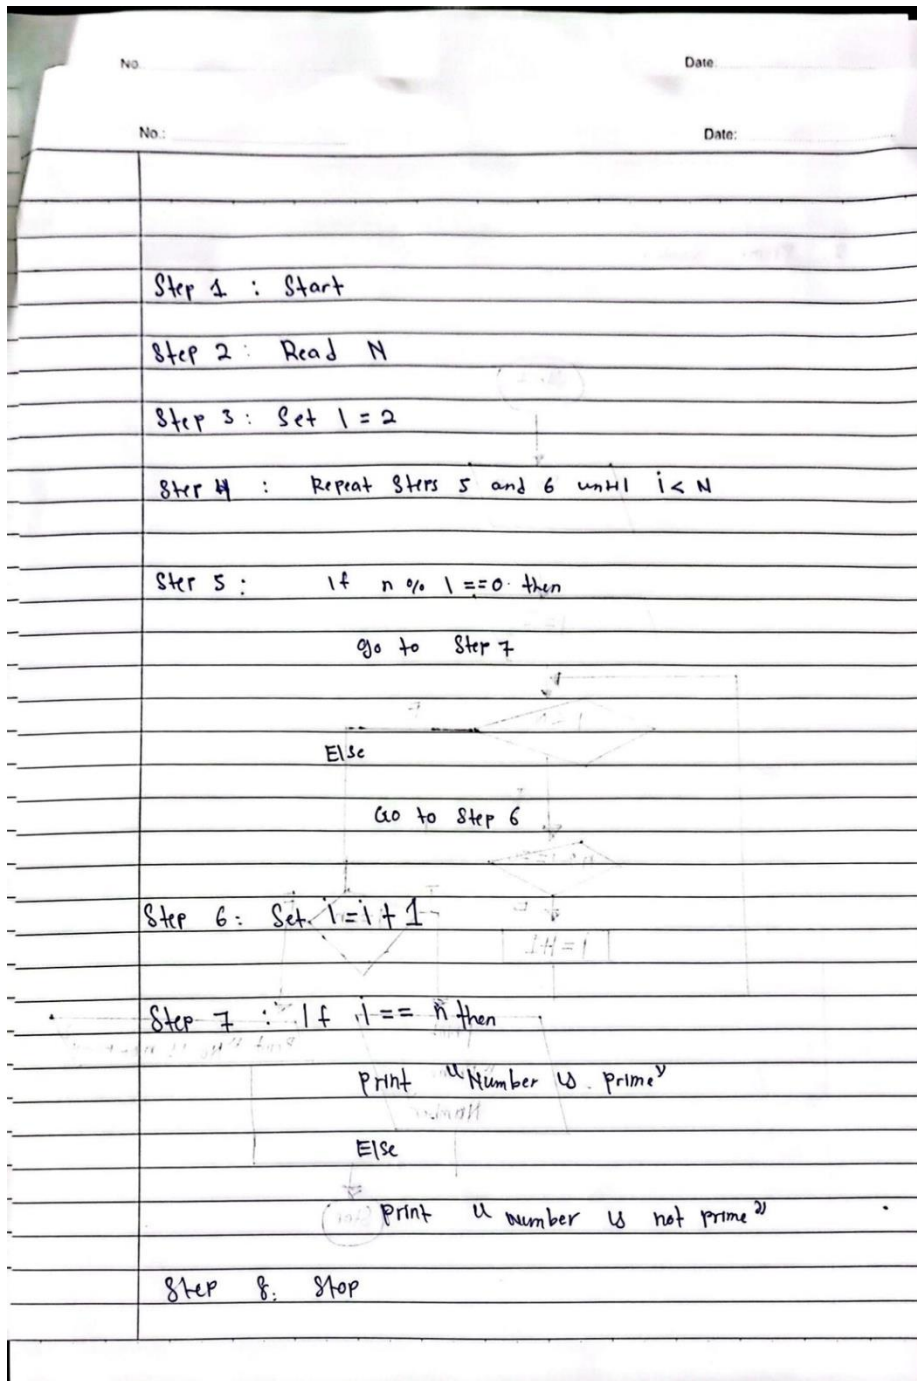 No.
Date.
No.:
Date:
Step 1 : Start
Step 2 : Read N
Step 3 : Set i = 2
Step 4 : Repeat Steps 5 and 6 until i < N
Step 5 : If n % i == 0 then
go to Step 7
Else
Go to Step 6
Step 6 : Set i = i + 1
Step 7 : If i == n then
print "Number is prime"
Else
print "number is not prime"
Step 8: Stop